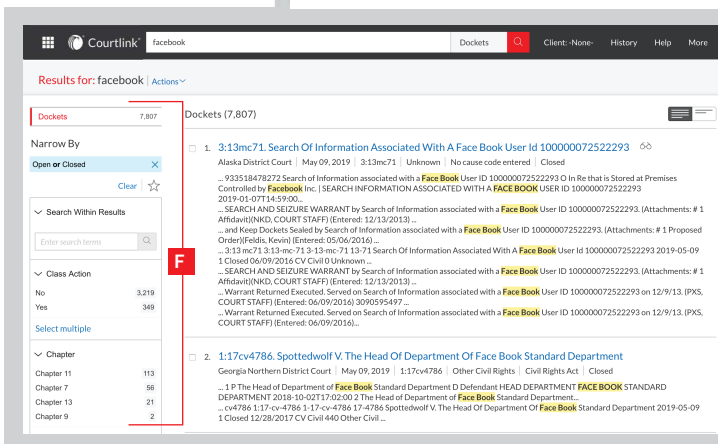 Courtlink®
facebook
Dockets
Client: -None-
History
Help
More
Results for: facebook | Actions
Dockets 7,807
Narrow By
Open or Closed X
Clear
Search Within Results
Enter search terms
Class Action
No 3,219
Yes 349
Select multiple
Chapter
Chapter 11 113
Chapter 7 56
Chapter 13 21
Chapter 9 2
F
Dockets (7,807)
1. 3:13mc71. Search Of Information Associated With A Face Book User Id 100000072522293
Alaska District Court | May 09, 2019 | 3:13mc71 | Unknown | No cause code entered | Closed
... 933518478272 Search of Information associated with a Face Book User ID 100000072522293 O In Re that is Stored at Premises
Controlled by Facebook Inc. | SEARCH INFORMATION ASSOCIATED WITH A FACE BOOK USER ID 100000072522293
2019-01-07T14:59:00...
... SEARCH AND SEIZURE WARRANT by Search of Information associated with a Face Book User ID 100000072522293. (Attachments: # 1
Affidavit)(NKD, COURT STAFF) (Entered: 12/13/2013) ...
... and Keep Dockets Sealed by Search of Information associated with a Face Book User ID 100000072522293. (Attachments: # 1 Proposed
Order)(Feldis, Kevin) (Entered: 05/06/2016) ...
... 3:13 mc71 3:13-mc-71 3-13-mc-71 13-71 Search Of Information Associated With A Face Book User Id 100000072522293 2019-05-09
1 Closed 06/09/2016 CV Civil 0 Unknown ...
... SEARCH AND SEIZURE WARRANT by Search of Information associated with a Face Book User ID 100000072522293. (Attachments: # 1
Affidavit)(NKD, COURT STAFF) (Entered: 12/13/2013) ...
... Warrant Returned Executed. Served on Search of Information associated with a Face Book User ID 100000072522293 on 12/9/13. (PXS,
COURT STAFF) (Entered: 06/09/2016) 3090595497 ...
... Warrant Returned Executed. Served on Search of Information associated with a Face Book User ID 100000072522293 on 12/9/13. (PXS,
COURT STAFF) (Entered: 06/09/2016)...
2. 1:17cv4786. Spottedwolf V. The Head Of Department Of Face Book Standard Department
Georgia Northern District Court | May 09, 2019 | 1:17cv4786 | Other Civil Rights | Civil Rights Act | Closed
... 1 P The Head of Department of Face Book Standard Department D Defendant HEAD DEPARTMENT FACE BOOK STANDARD
DEPARTMENT 2018-10-02T17:02:00 2 The Head of Department of Face Book Standard Department...
... cv4786 1:17-cv-4786 1-17-cv-4786 17-4786 Spottedwolf V. The Head Of Department Of Face Book Standard Department 2019-05-09
1 Closed 12/28/2017 CV Civil 440 Other Civil ...